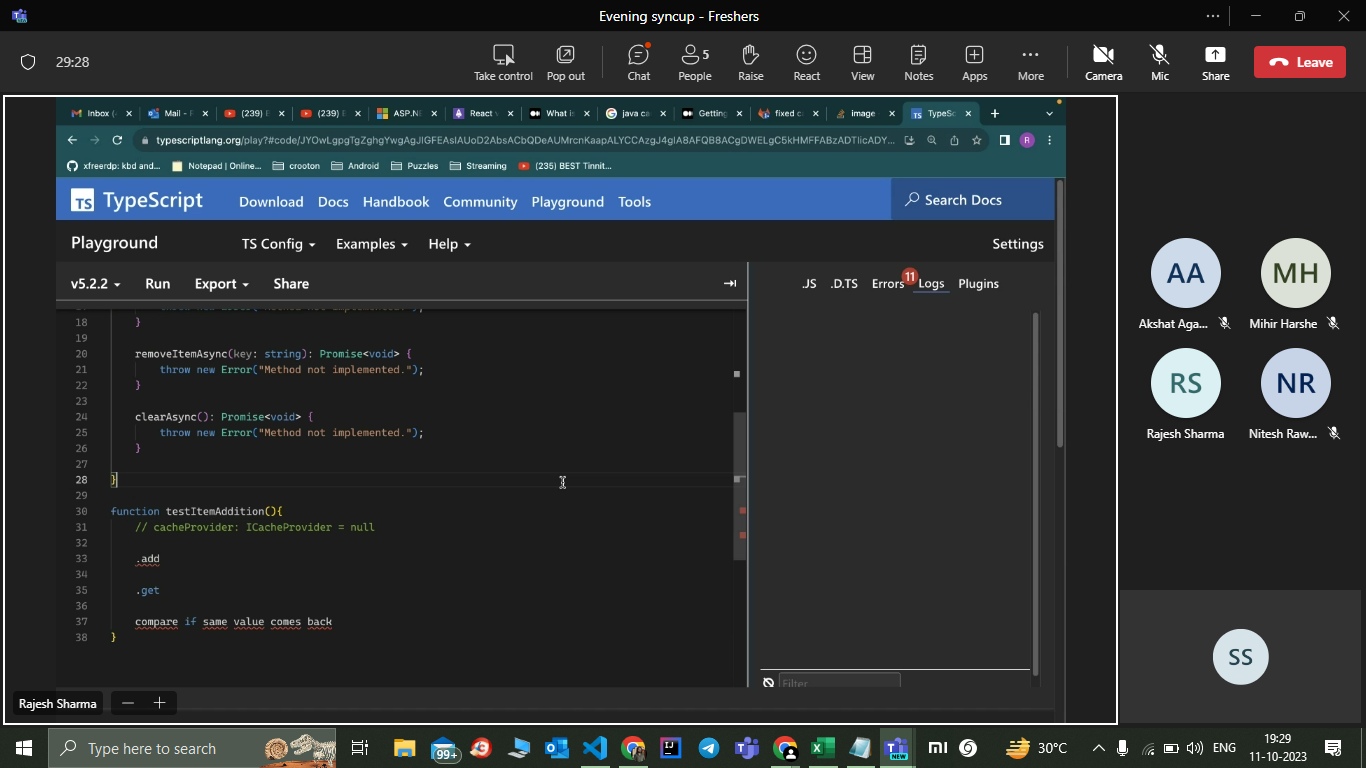 Evening syncup - Freshers
29:28
Take control
Pop out
Chat
People
5
Raise
React
View
Notes
Apps
More
Camera
Mic
Share
Leave
Inbox (
Mail -
(239)
(239)
ASP.NE
React
What is
java ca
Getting
fixed c
image
TypeSc
typescriptlang.org/play?#code/
xfreerdp: kbd and...
Notepad | Online...
crooton
Android
Puzzles
Streaming
(235) BEST Tinnit...
TS TypeScript
Download
Docs
Handbook
Community
Playground
Tools
Search Docs
Playground
TS Config
Examples
Help
Settings
v5.2.2
Run
Export
Share
.JS
.D.TS
Errors
11
Logs
Plugins
18 }
19
20 removeItemAsync(key: string): Promise<void> {
21 throw new Error("Method not implemented.");
22 }
23
24 clearAsync(): Promise<void> {
25 throw new Error("Method not implemented.");
26 }
27
28 }
29
30 function testItemAddition(){
31 // cacheProvider: ICacheProvider = null
32
33 .add
34
35 .get
36
37 compare if same value comes back
38 }
Filter
Rajesh Sharma
AA
Akshat Aga...
MH
Mihir Harshe
RS
Rajesh Sharma
NR
Nitesh Raw...
SS
Type here to search
99+
NEW
30°C
ENG
19:29
11-10-2023